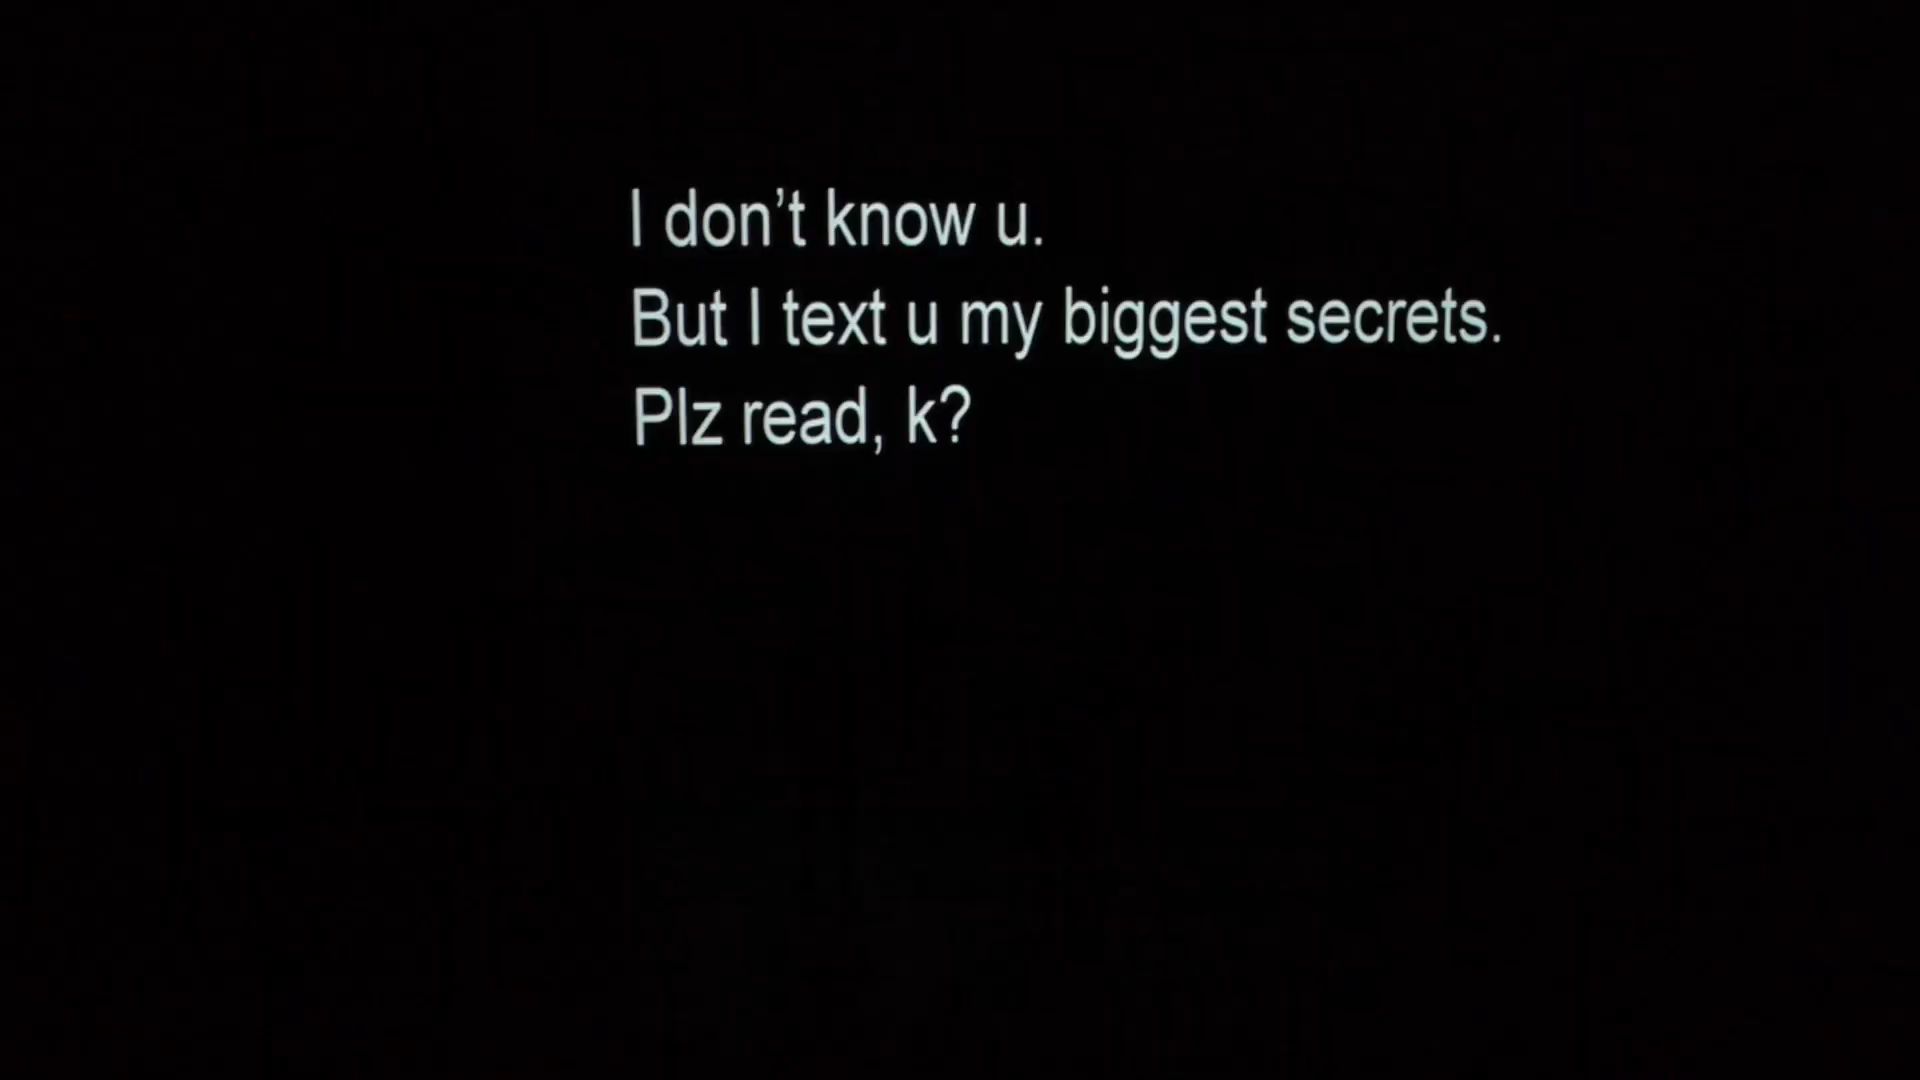 I don’t know u.
But I text u my biggest secrets.
Plz read, k?